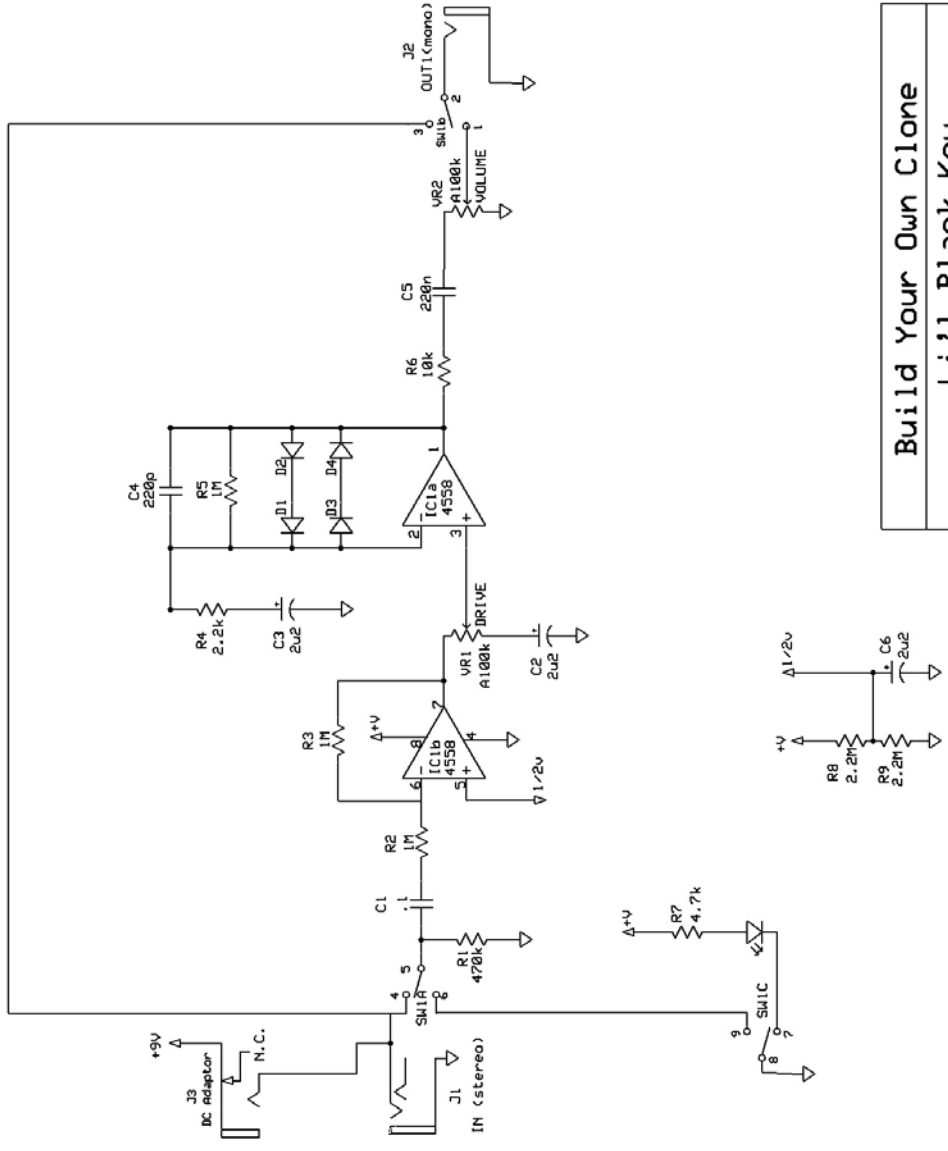 +9V
J3
DC Adaptor
N.C.
J1
IN (stereo)
4
5
6
SW1A
R1
470k
C1
.1
R2
1M
R3
1M
+V
8
6
IC1b
4558
5
7
4
1/2v
VR1
A100k
DRIVE
C2
2u2
R4
2.2k
C3
2u2
C4
220p
R5
1M
D1
D2
D3
D4
2
IC1a
4558
3
1
R6
10k
C5
220n
VR2
A100k
VOLUME
3
SW1b
2
1
J2
OUT1(mono)
+V
R7
4.7k
9
SW1C
8
7
+V
1/2v
R8
2.2M
R9
2.2M
C6
2u2
Build Your Own Clone